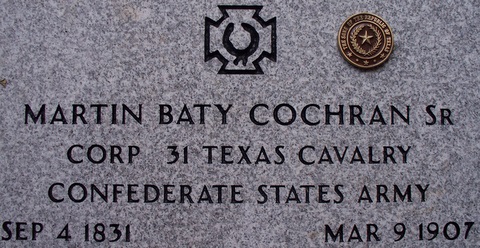 MARTIN BATY COCHRAN SR
CORP 31 TEXAS CAVALRY
CONFEDERATE STATES ARMY
SEP 4 1831 MAR 9 1907